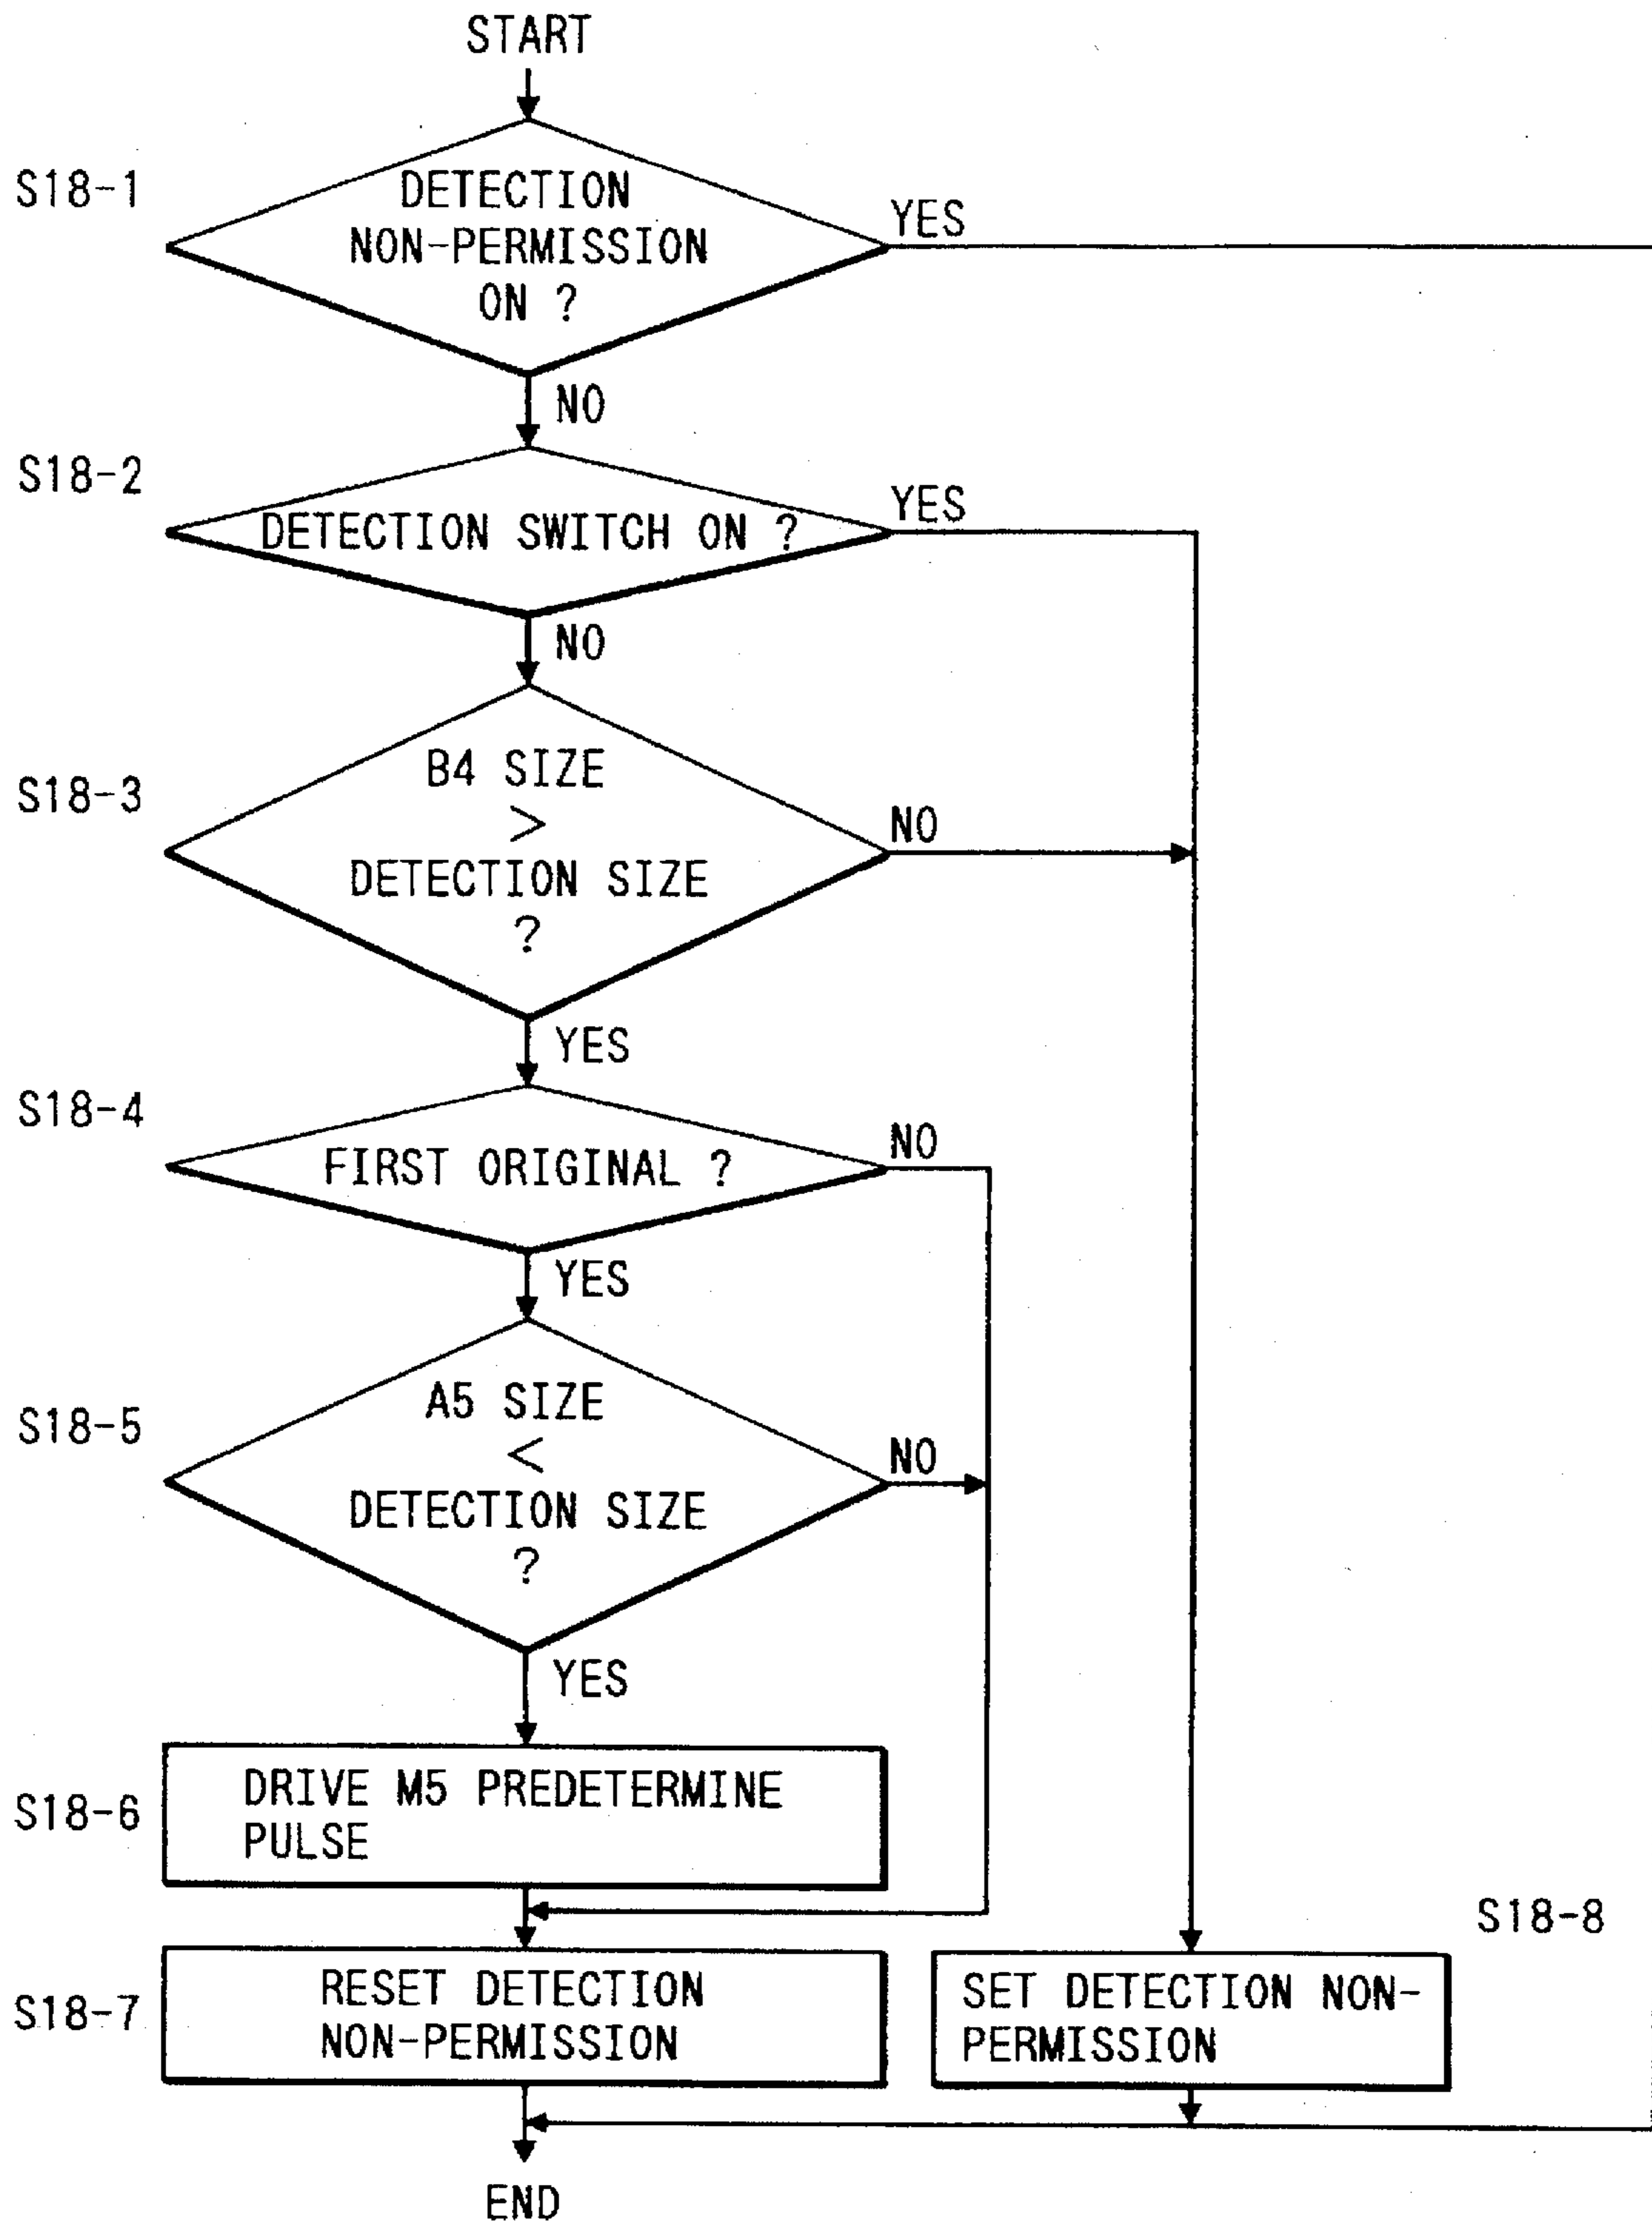 START
S18-1
DETECTION
NON-PERMISSION
ON ?
YES
NO
S18-2
DETECTION SWITCH ON ?
YES
NO
S18-3
B4 SIZE
>
DETECTION SIZE
?
NO
YES
S18-4
FIRST ORIGINAL ?
NO
YES
S18-5
A5 SIZE
<
DETECTION SIZE
?
NO
YES
S18-6
DRIVE M5 PREDETERMINE
PULSE
S18-7
RESET DETECTION
NON-PERMISSION
S18-8
SET DETECTION NON-
PERMISSION
END